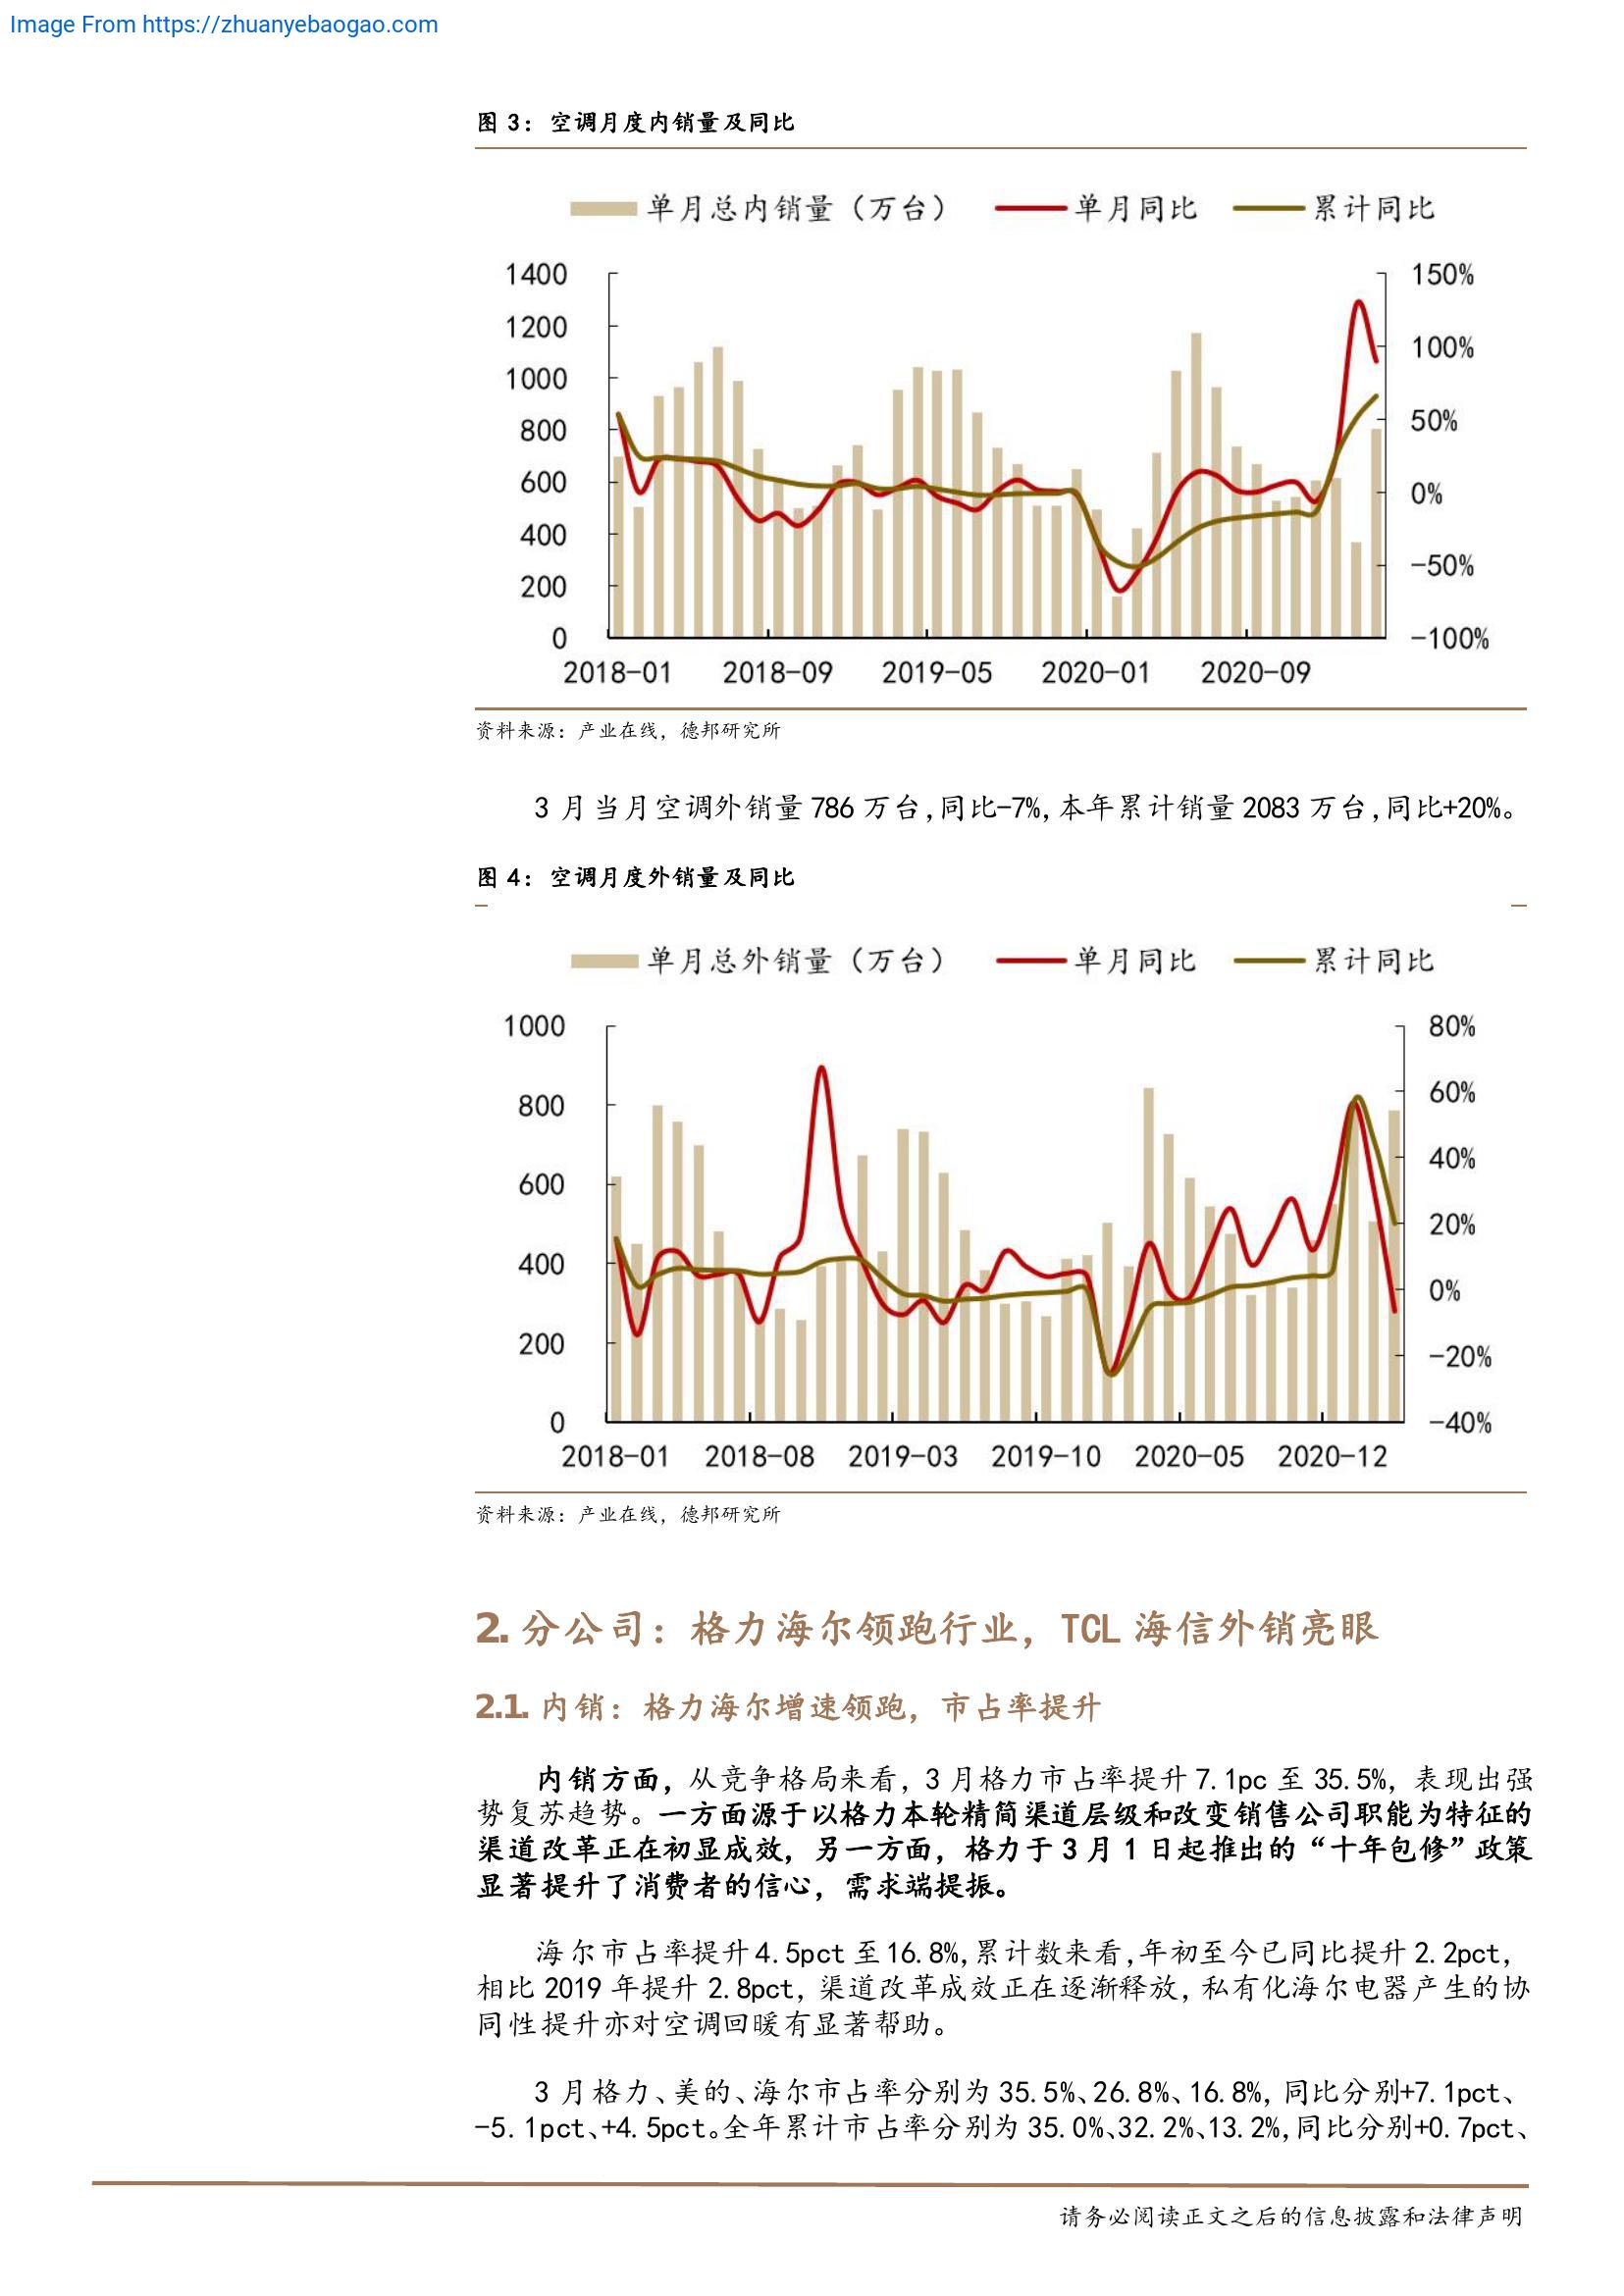 Image From https://zhuanyebaogao.com
图 3：空调月度内销量及同比
单月总内销量（万台） 单月同比 累计同比
1400 150%
1200
1000 100%
800 50%
600 0%
400
200 -50%
0 -100%
2018-01 2018-09 2019-05 2020-01 2020-09
资料来源：产业在线，德邦研究所
3 月当月空调外销量 786 万台，同比-7%，本年累计销量 2083 万台，同比+20%。
图 4：空调月度外销量及同比
单月总外销量（万台） 单月同比 累计同比
1000 80%
800 60%
600 40%
400 20%
200 0%
0 -20%
-40%
2018-01 2018-08 2019-03 2019-10 2020-05 2020-12
资料来源：产业在线，德邦研究所
2. 分公司：格力海尔领跑行业，TCL 海信外销亮眼
2.1. 内销：格力海尔增速领跑，市占率提升
内销方面，从竞争格局来看，3 月格力市占率提升 7.1pc 至 35.5%，表现出强
势复苏趋势。一方面源于以格力本轮精简渠道层级和改变销售公司职能为特征的
渠道改革正在初显成效，另一方面，格力于 3 月 1 日起推出的“十年包修”政策
显著提升了消费者的信心，需求端提振。
海尔市占率提升 4.5pct 至 16.8%，累计数来看，年初至今已同比提升 2.2pct，
相比 2019 年提升 2.8pct，渠道改革成效正在逐渐释放，私有化海尔电器产生的协
同性提升亦对空调回暖有显著帮助。
3 月格力、美的、海尔市占率分别为 35.5%、26.8%、16.8%，同比分别+7.1pct、
-5.1pct、+4.5pct。全年累计市占率分别为 35.0%、32.2%、13.2%，同比分别+0.7pct、
请务必阅读正文之后的信息披露和法律声明